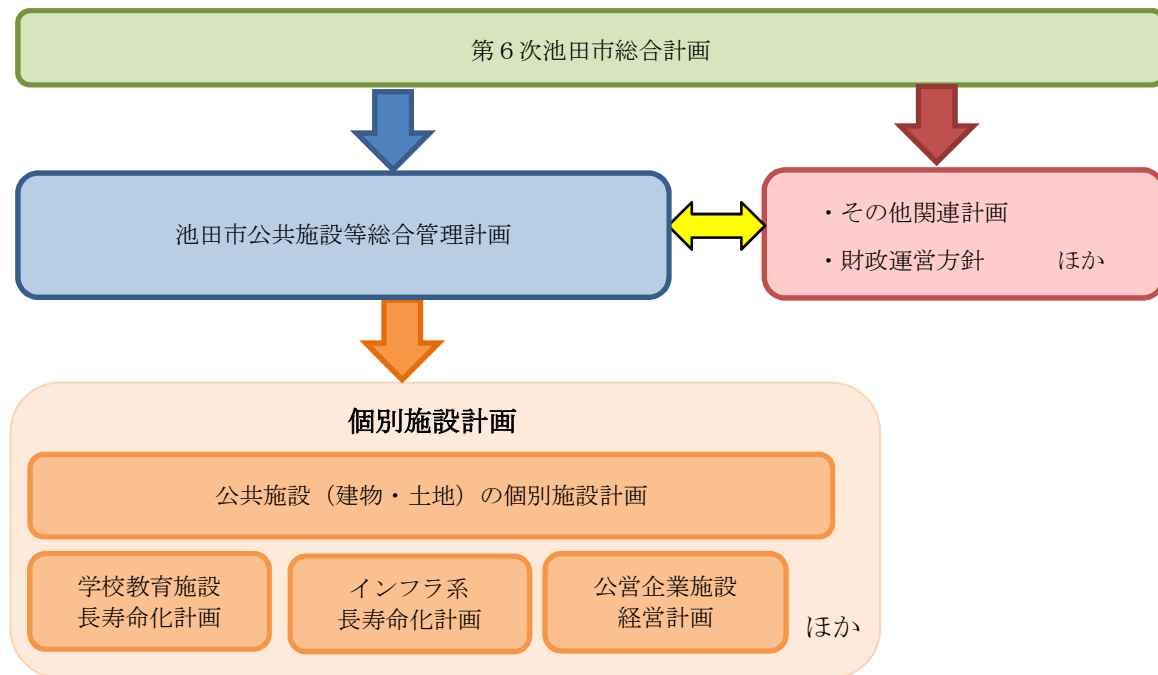 第６次池田市総合計画
池田市公共施設等総合管理計画
・その他関連計画
・財政運営方針　　　ほか
個別施設計画
公共施設（建物・土地）の個別施設計画
学校教育施設
長寿命化計画
インフラ系
長寿命化計画
公営企業施設
経営計画
ほか